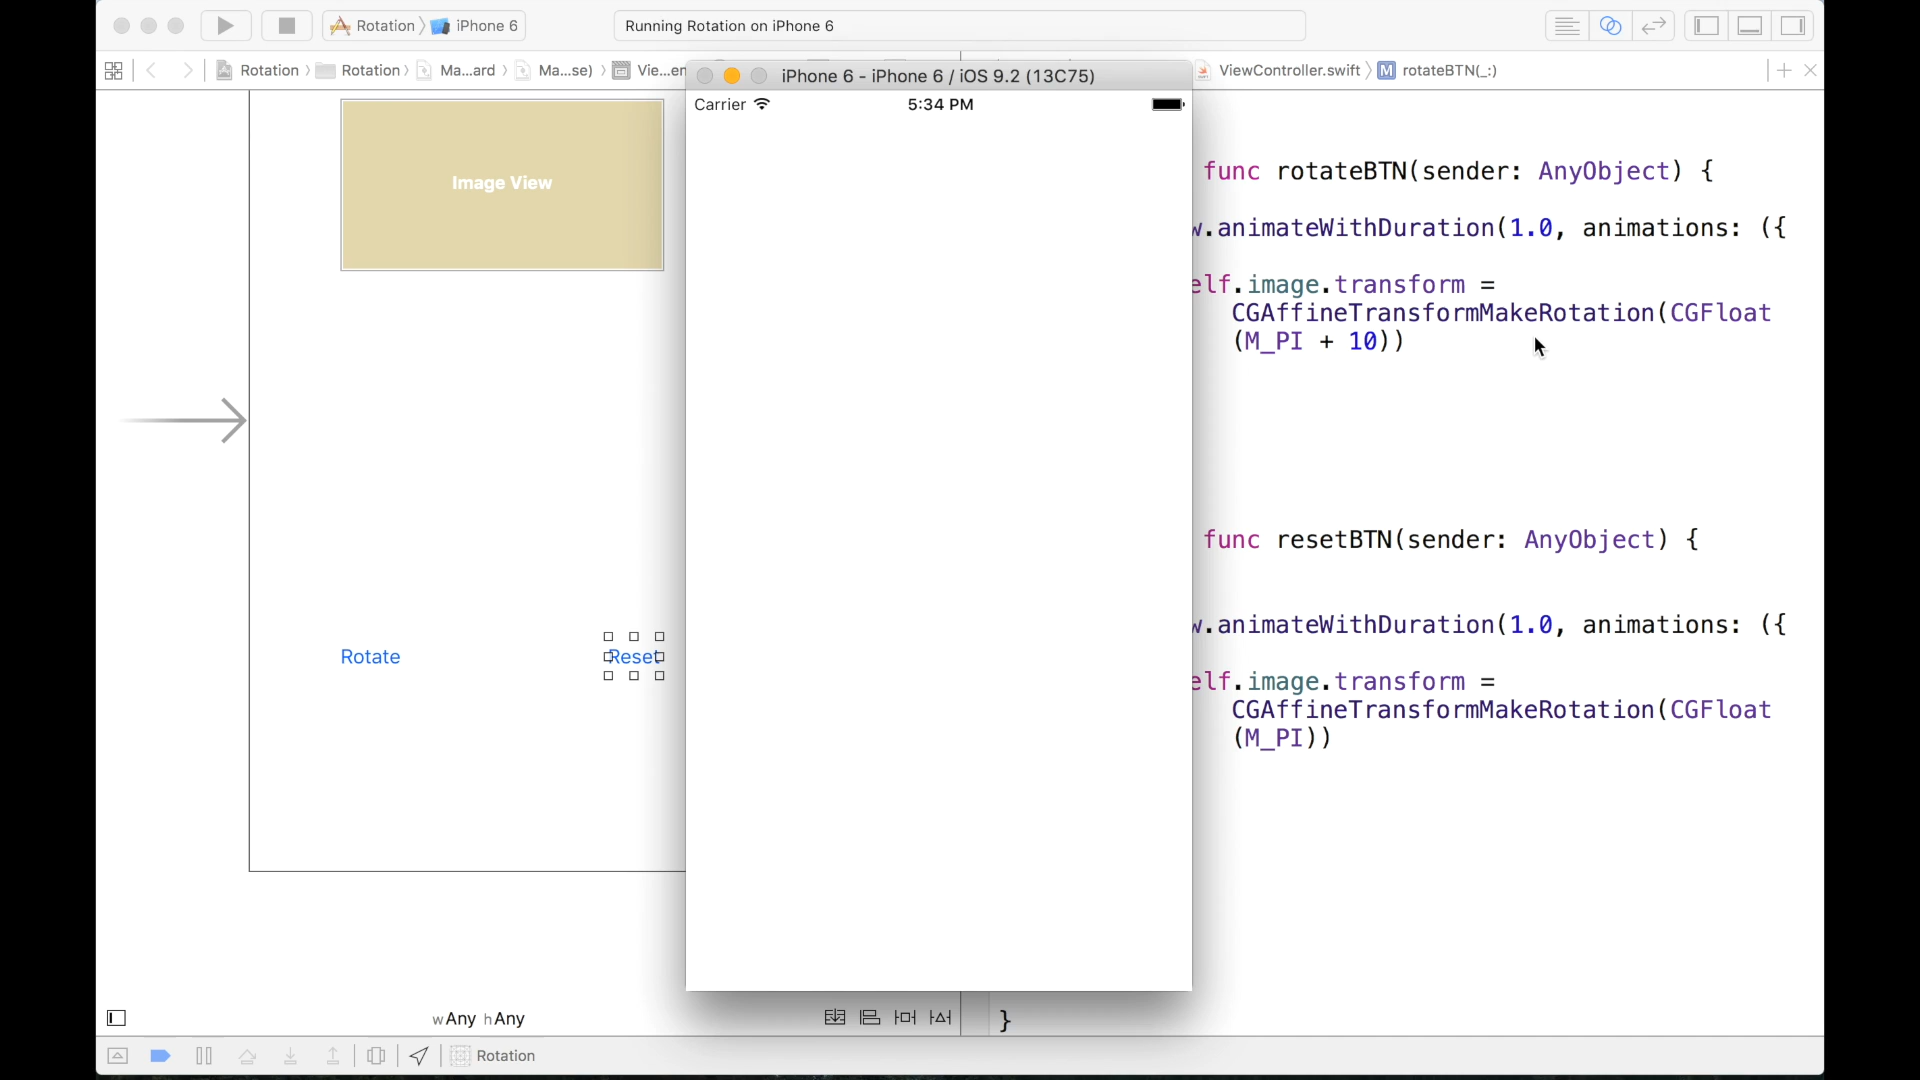 Rotation
iPhone 6
Running Rotation on iPhone 6
Rotation
Rotation
Ma...ard
Ma...se)
Vie...en
iPhone 6 - iPhone 6 / iOS 9.2 (13C75)
ViewController.swift
M
rotateBTN(_:)
Carrier
5:34 PM
Image View
func rotateBTN(sender: AnyObject) {
w.animateWithDuration(1.0, animations: ({
elf.image.transform =
CGAffineTransformMakeRotation(CGFloat
(M_PI + 10))
func resetBTN(sender: AnyObject) {
w.animateWithDuration(1.0, animations: ({
elf.image.transform =
CGAffineTransformMakeRotation(CGFloat
(M_PI))
Rotate
Reset
wAny hAny
}
Rotation